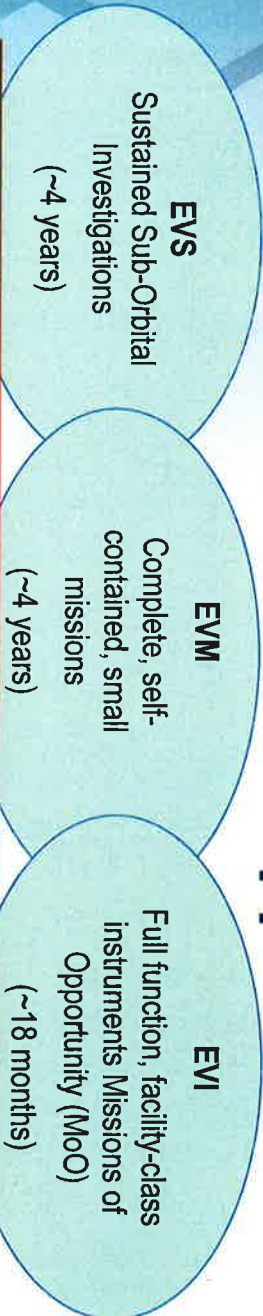 EVS
Sustained Sub-Orbital
Investigations
(~4 years)
EVM
Complete, self-
contained, small
missions
(~4 years)
EVI
Full function, facility-class
instruments Missions of
Opportunity (MoO)
(~18 months)